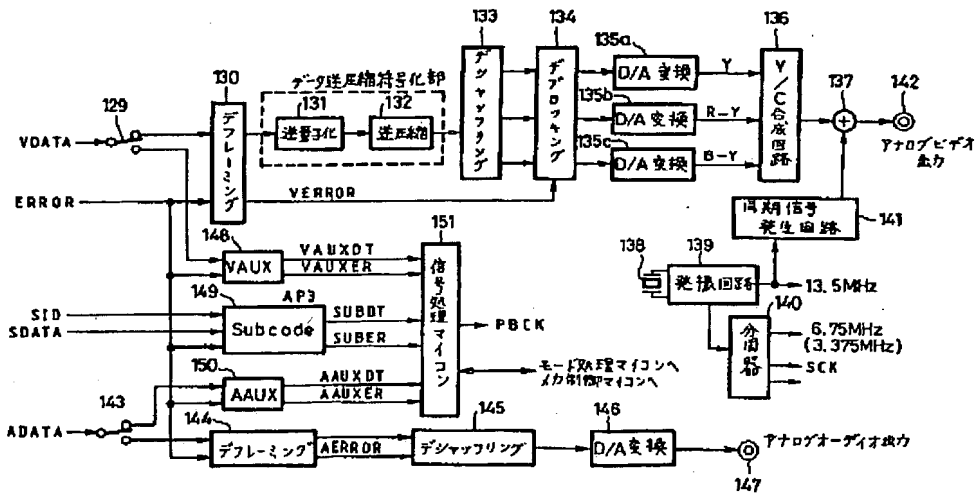 133
134
136
135a
130
データ逆圧縮符号化部
D/A 変換
Y
137
142
129
131
132
135b
VDATA
逆量子化
逆圧縮
D/A 変換
R-Y
アナログビデオ
出力
デフレーミング
デシャッフリング
デブロッキング
Y/C合成回路
135c
D/A 変換
B-Y
ERROR
VERROR
151
同期信号
発生回路
141
148
VAUX
VAUXDT
VAUXER
138
139
149
AP3
発振回路
13.5MHz
SID
SDATA
Subcode
SUBDT
SUBER
信号処理マイコン
PBCK
140
分周器
6.75MHz
(3.375MHz)
SCK
150
AAUX
AAUXDT
AAUXER
モード処理マイコンへ
メカ制御マイコンへ
143
144
145
146
ADATA
デフレーミング
AERROR
デシャッフリング
D/A変換
アナログオーディオ出力
147